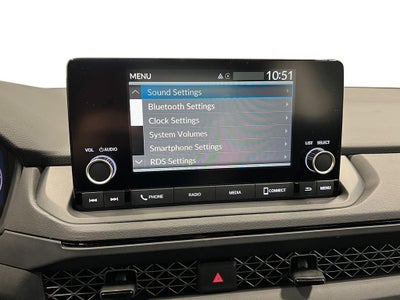 MENU 10:51
Sound Settings
Bluetooth Settings
Clock Settings
System Volumes
Smartphone Settings
RDS Settings
VOL AUDIO
LIST SELECT
PHONE RADIO MEDIA CONNECT MENU